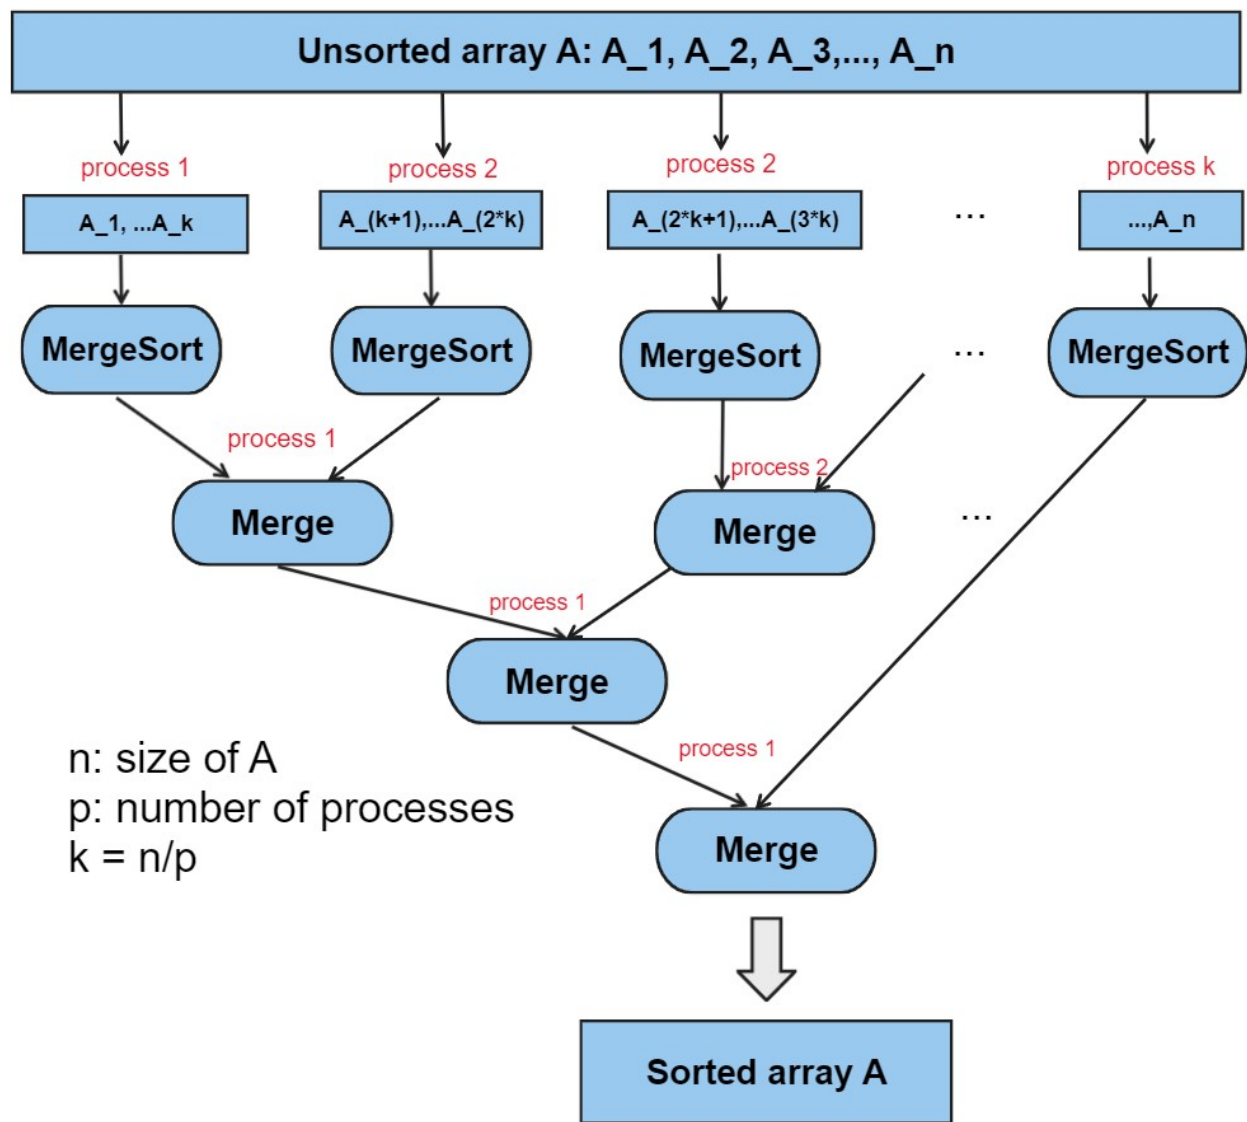 Unsorted array A: A_1, A_2, A_3,..., A_n
process 1
process 2
process 2
process k
A_1, ...A_k
A_(k+1),...A_(2*k)
A_(2*k+1),...A_(3*k)
...
...,A_n
MergeSort
MergeSort
MergeSort
...
MergeSort
process 1
process 2
Merge
Merge
...
process 1
Merge
process 1
n: size of A
p: number of processes
k = n/p
Merge
Sorted array A